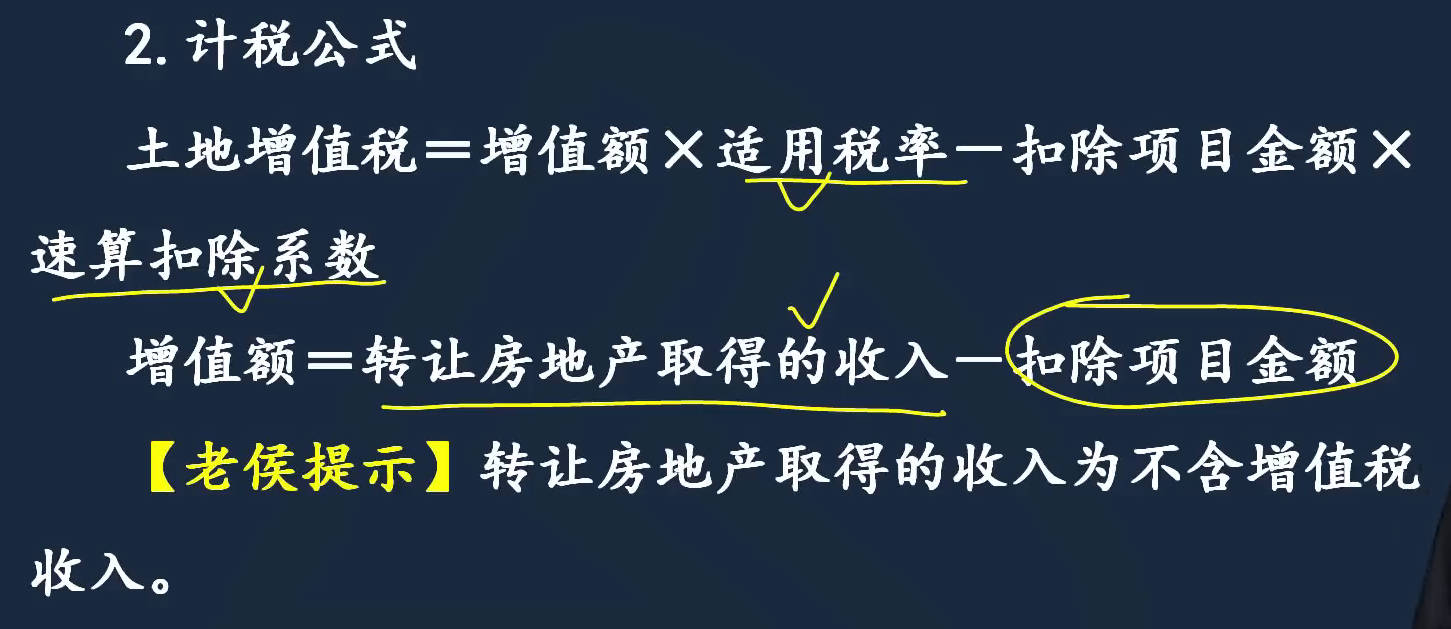 2. 计税公式
土地增值税＝增值额×适用税率－扣除项目金额×
速算扣除系数
增值额＝转让房地产取得的收入－扣除项目金额
【老侯提示】转让房地产取得的收入为不含增值税
收入。